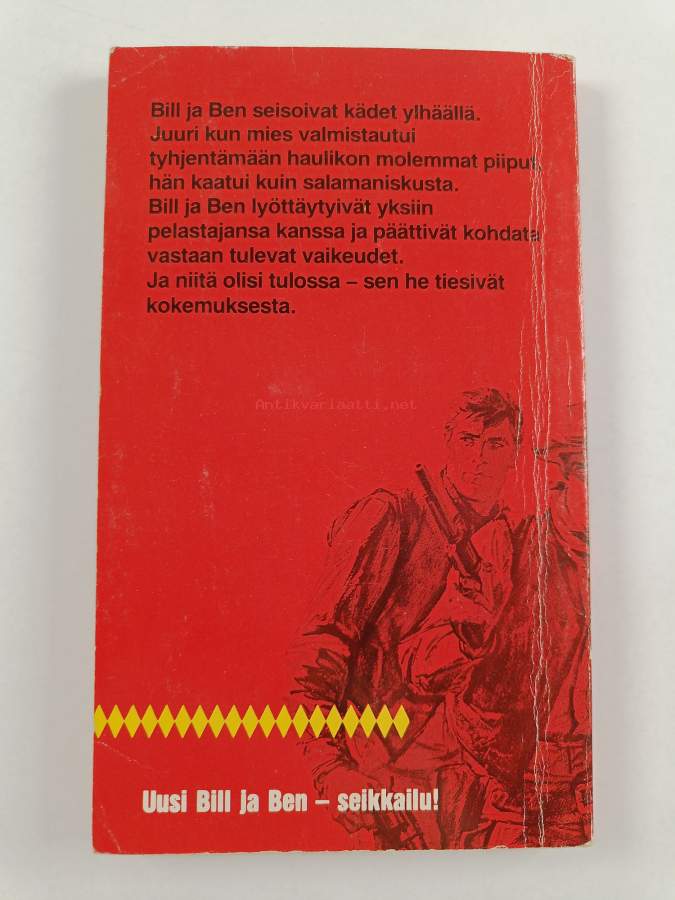 Bill ja Ben seisoivat kädet ylhäällä.
Juuri kun mies valmistautui
tyhjentämään haulikon molemmat piiput,
hän kaatui kuin salamaniskusta.
Bill ja Ben lyöttäytyivät yksiin
pelastajansa kanssa ja päättivät kohdata
vastaan tulevat vaikeudet.
Ja niitä olisi tulossa – sen he tiesivät
kokemuksesta.
Antikvariaatti.net
Uusi Bill ja Ben – seikkailu!